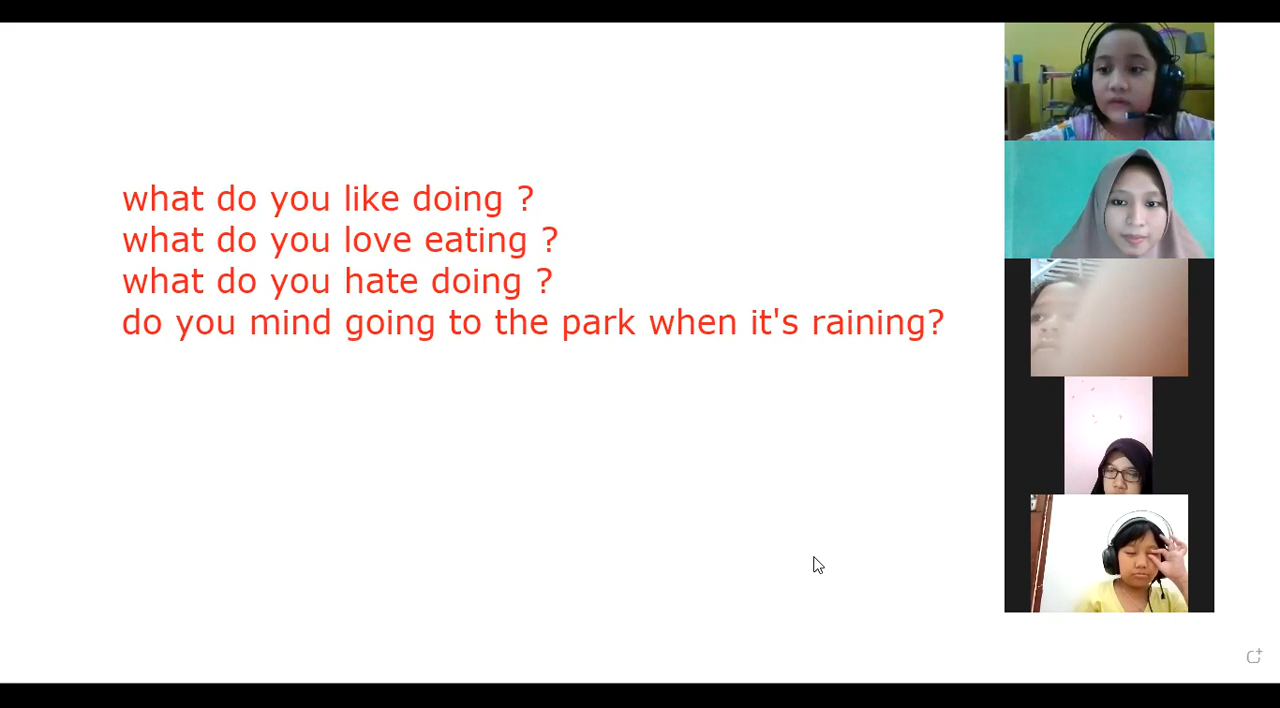 what do you like doing ?
what do you love eating ?
what do you hate doing ?
do you mind going to the park when it's raining?